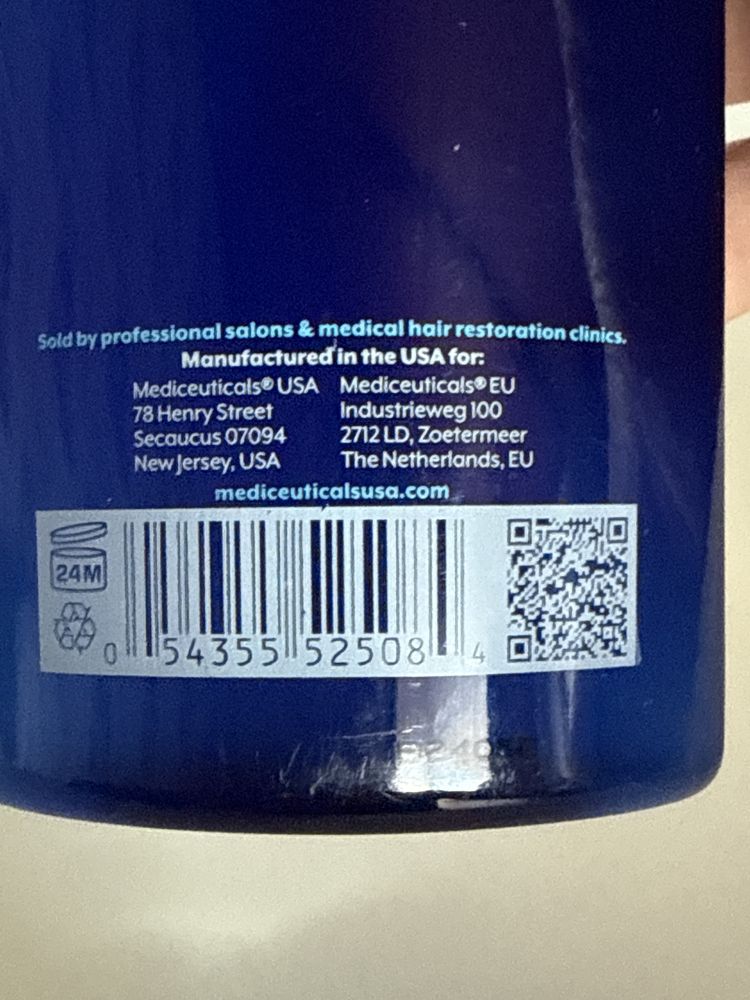 Sold by professional salons & medical hair restoration clinics.
Manufactured in the USA for:
Mediceuticals® USA
78 Henry Street
Secaucus 07094
New Jersey, USA
Mediceuticals® EU
Industrieweg 100
2712 LD, Zoetermeer
The Netherlands, EU
mediceuticalsusa.com
24M
0 54355 52508 4